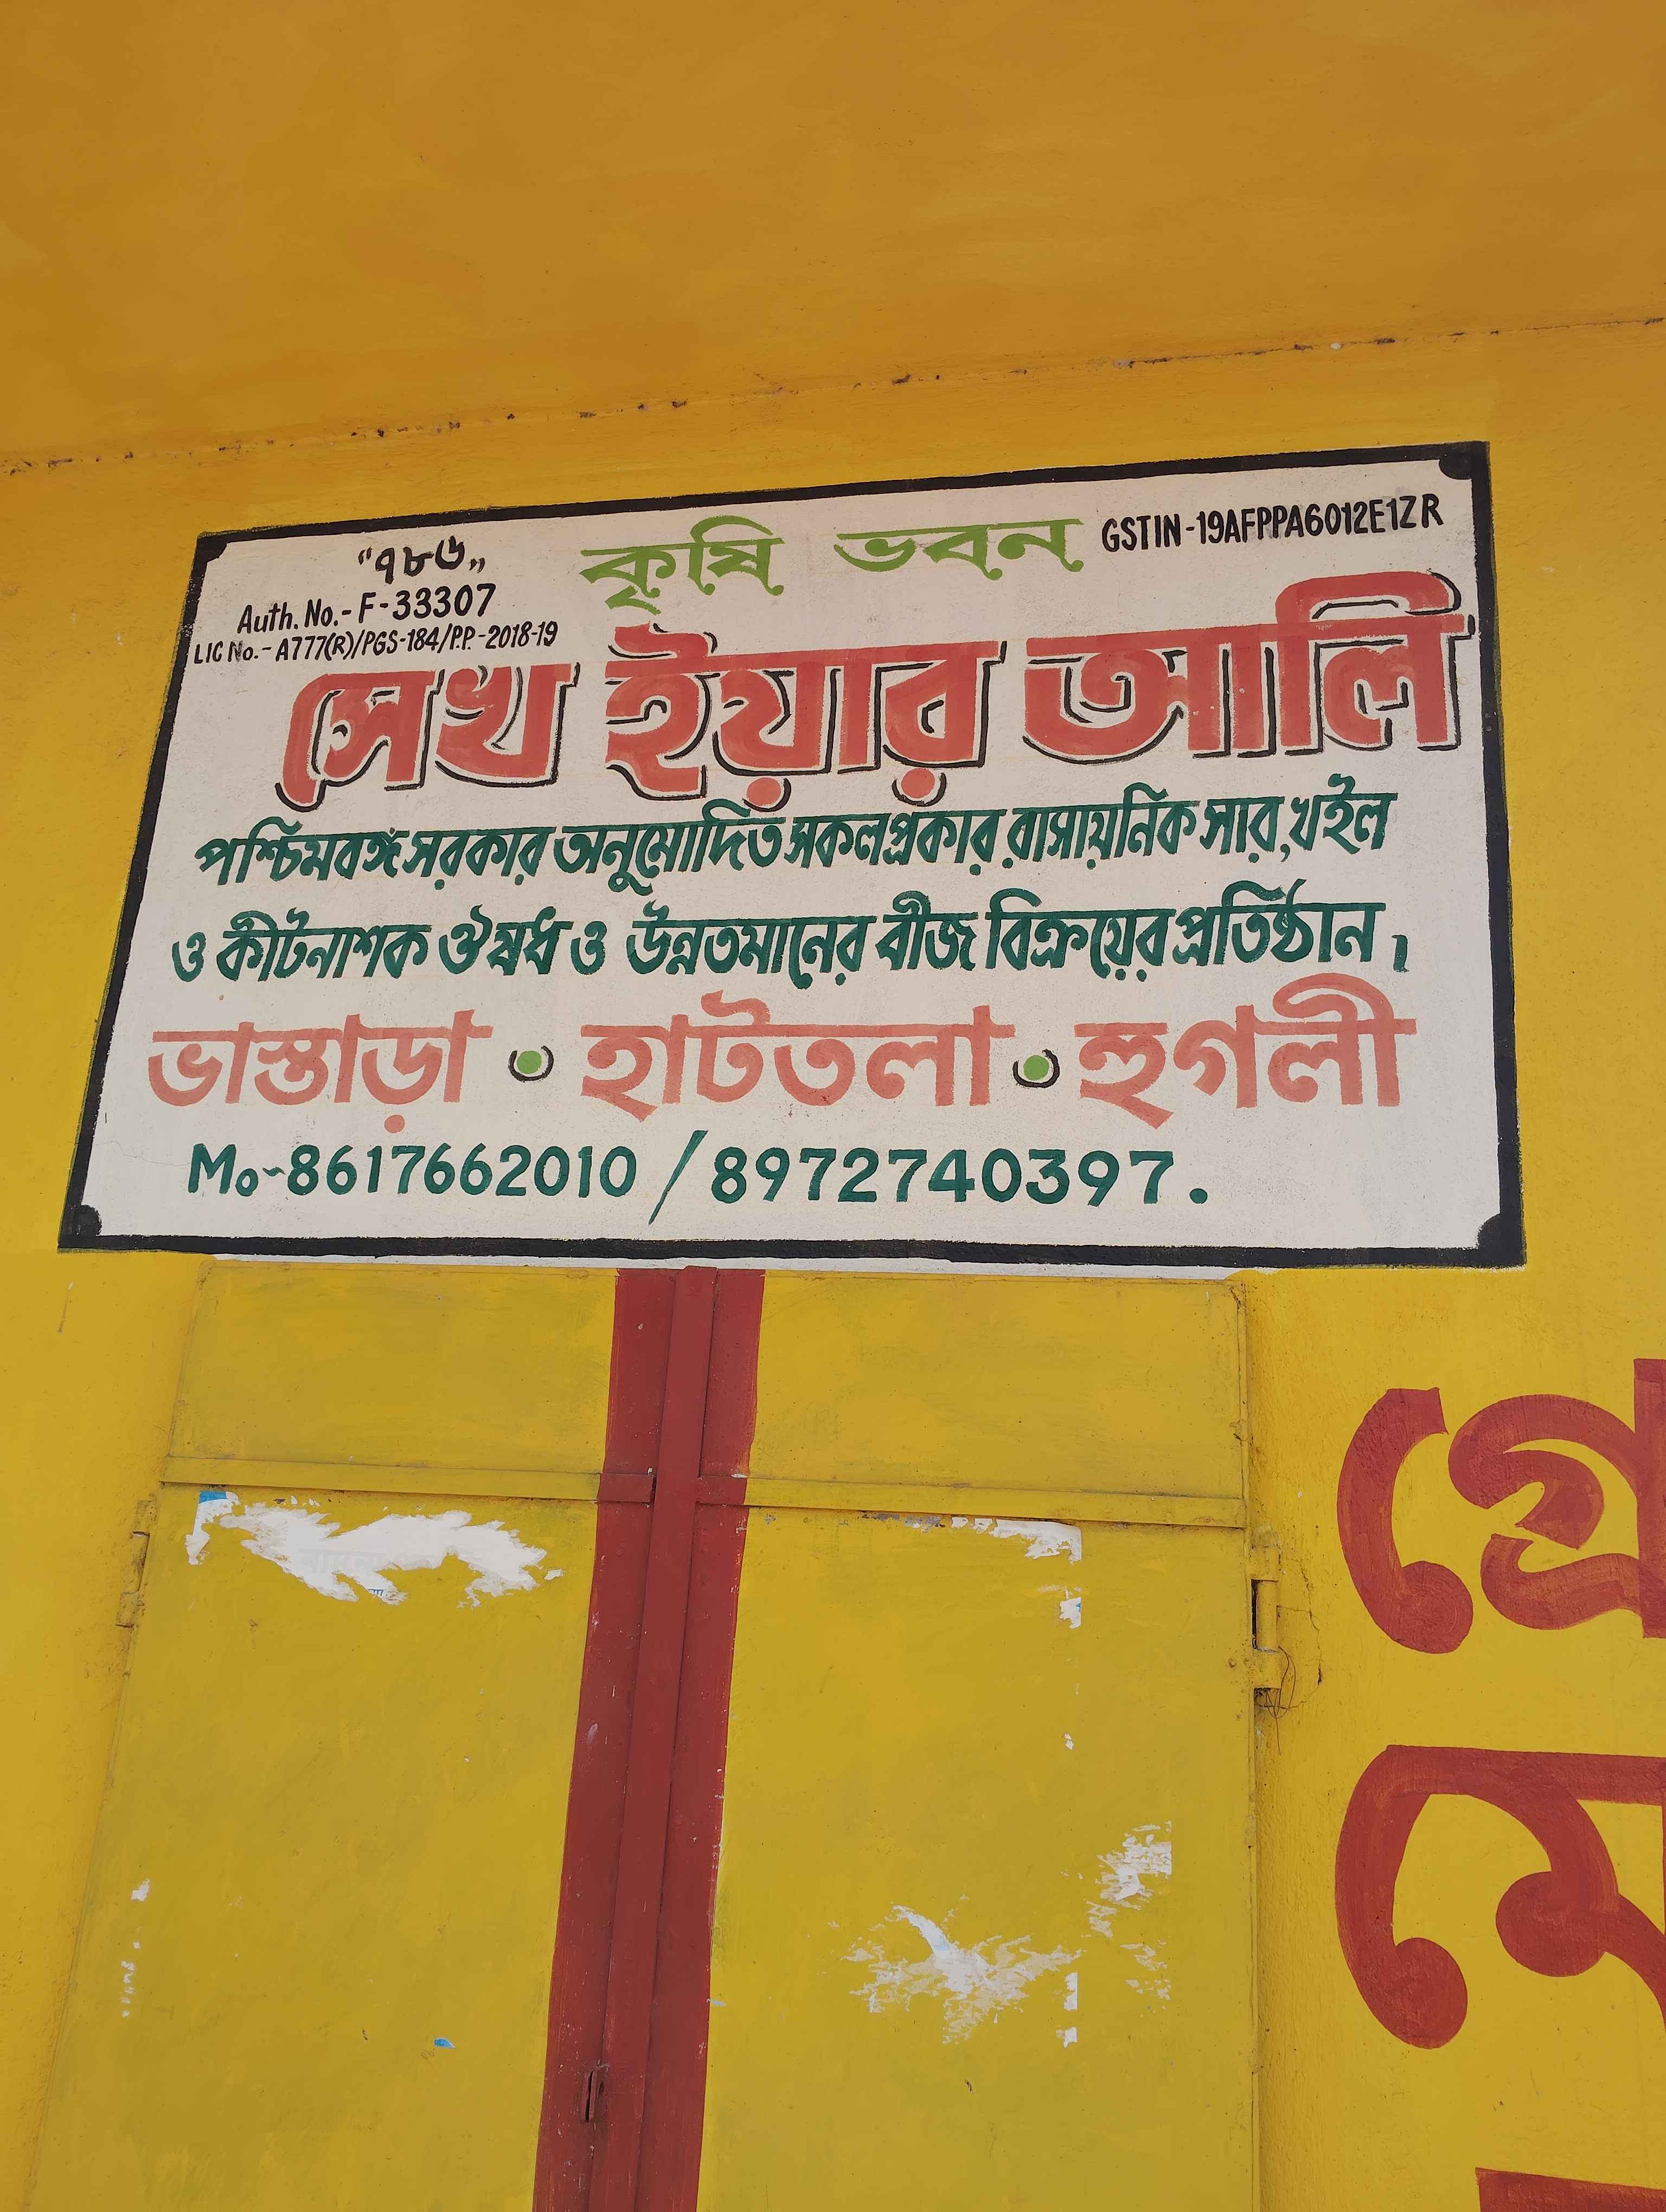 "৭৮৬"
কৃষি ভবন
GSTIN-19AFPPA6012E1ZR
Auth. No.- F-33307
LIC No.- A777(R)/PGS-184/P.P.-2018-19
সেখ ইয়ার আলি
পশ্চিমবঙ্গ সরকার অনুমোদিত সকলপ্রকার রাসায়নিক সার, খইল
ও কীটনাশক ঔষধ ও উন্নতমানের বীজ বিক্রয়ের প্রতিষ্ঠান।
ভাস্তাড়া • হাটতলা • হুগলী
Mo-8617662010 / 8972740397.